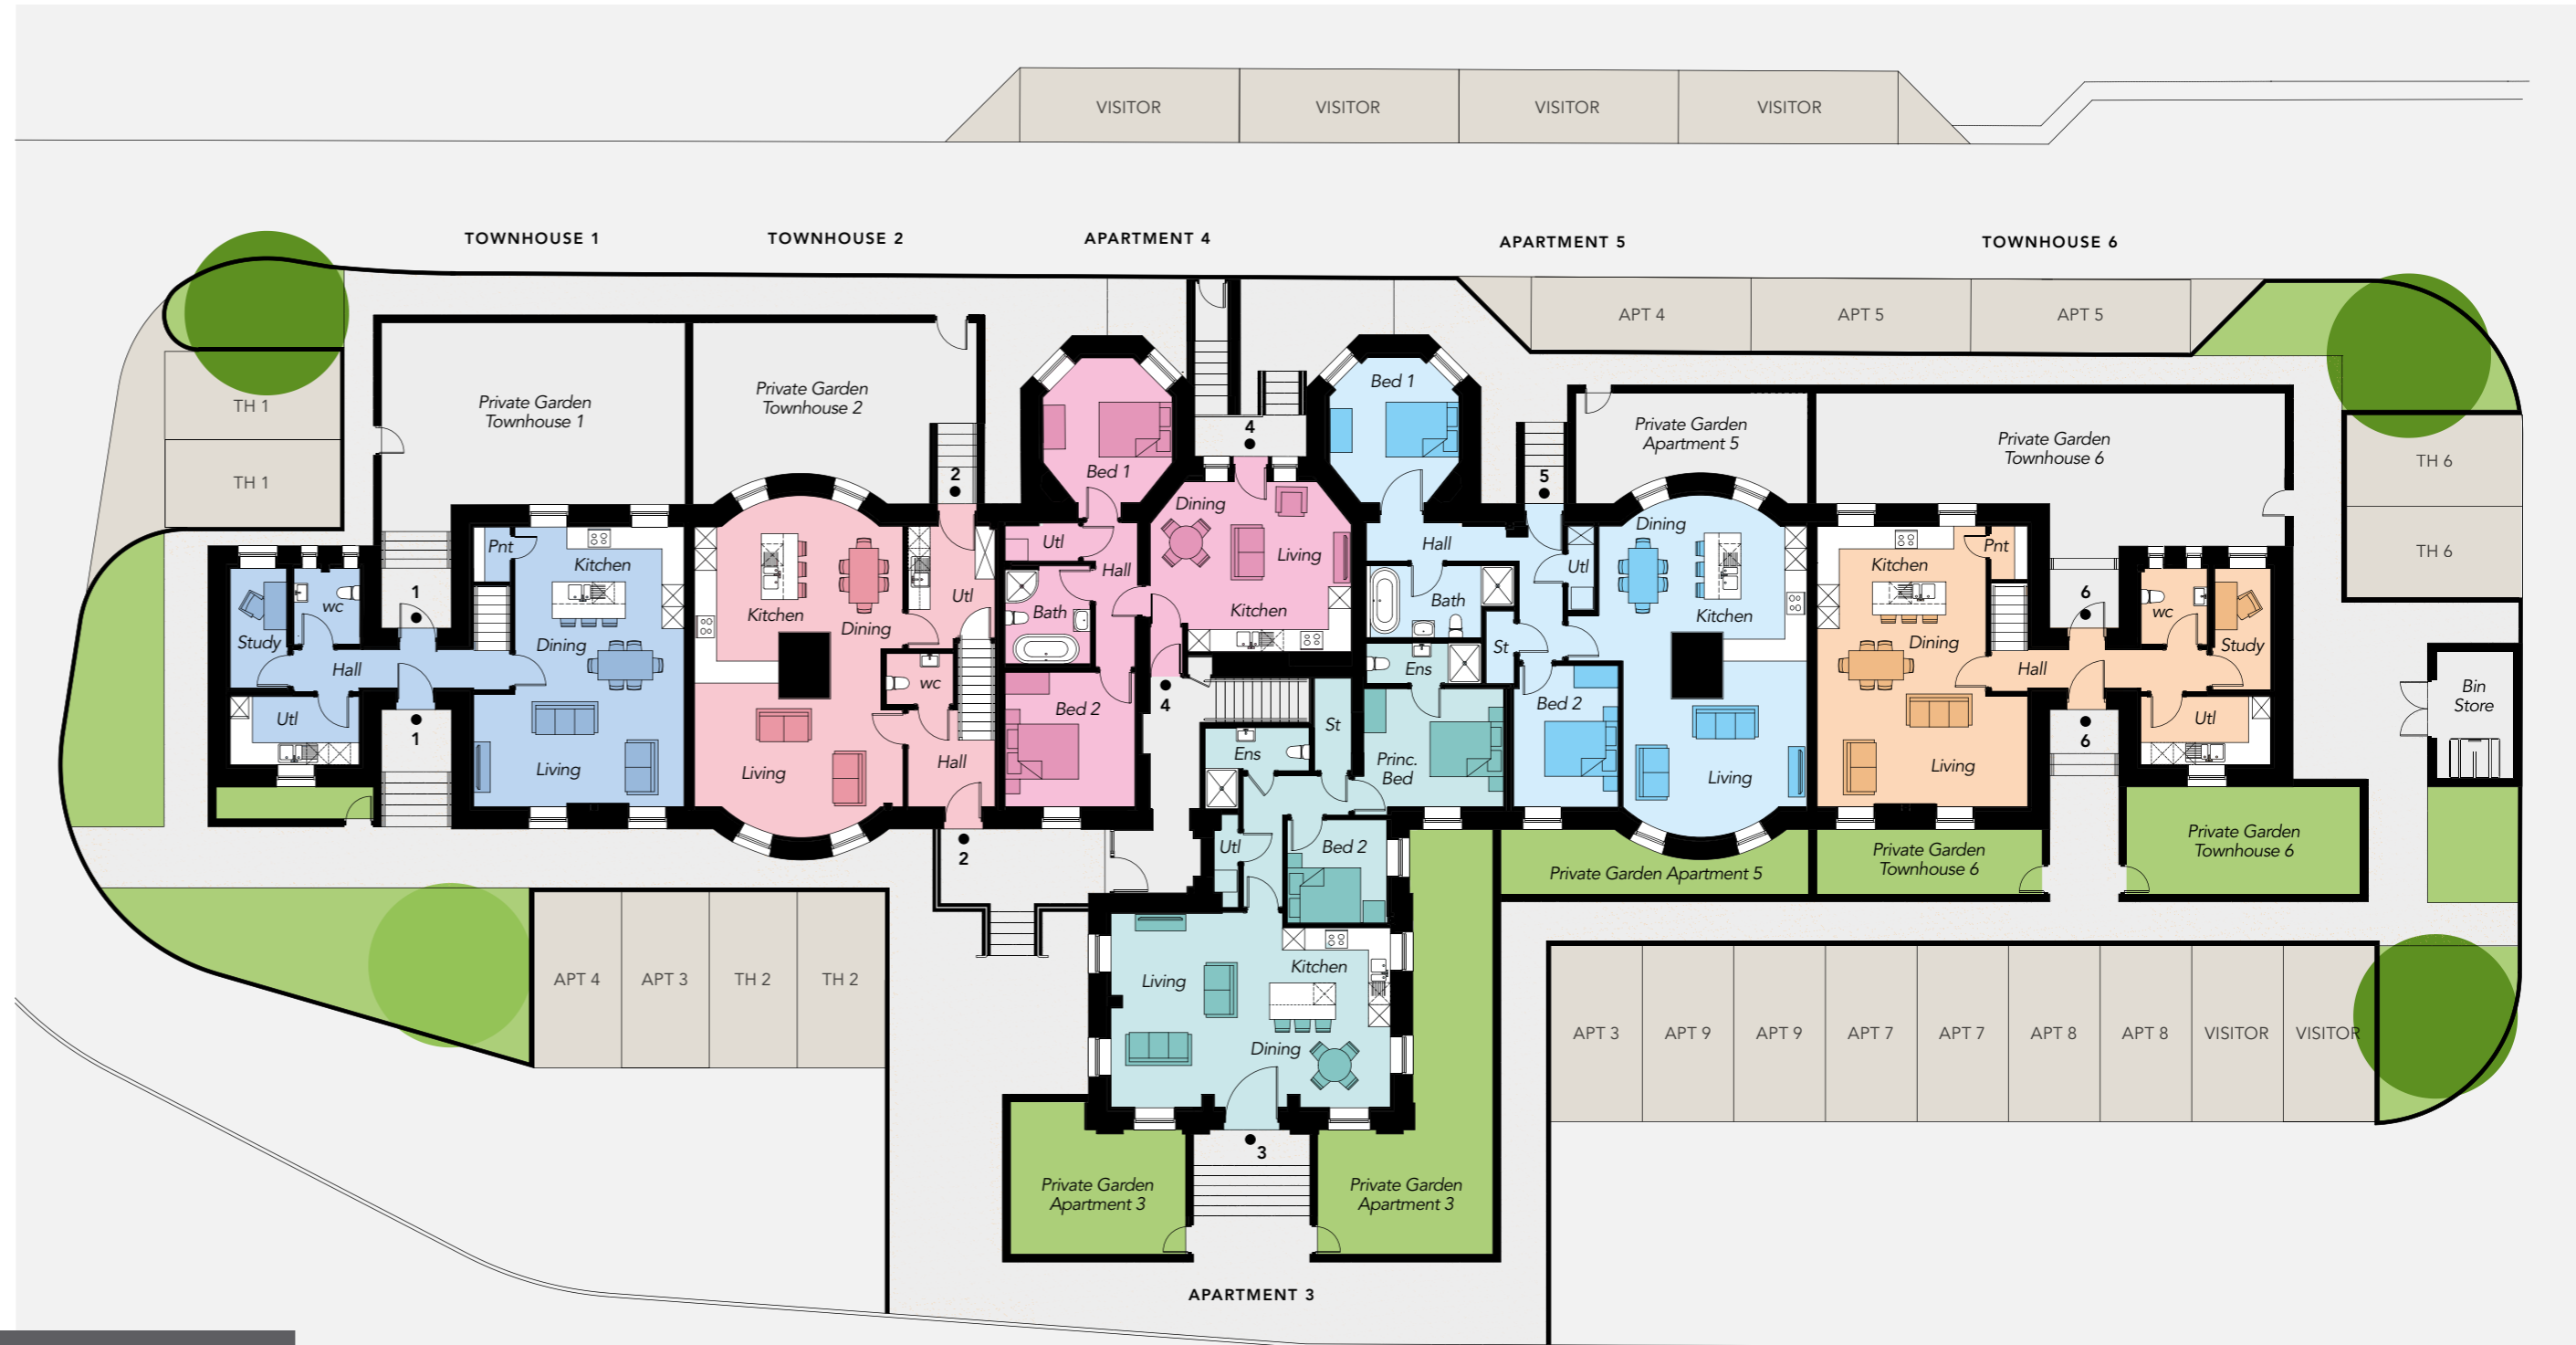 VISITOR
VISITOR
VISITOR
VISITOR
TOWNHOUSE 1
TOWNHOUSE 2
APARTMENT 4
APARTMENT 5
TOWNHOUSE 6
APT 4
APT 5
APT 5
TH 1
TH 1
Private Garden
Townhouse 1
Private Garden
Townhouse 2
Bed 1
4
Bed 1
Private Garden
Apartment 5
Private Garden
Townhouse 6
TH 6
TH 6
Study
wc
Hall
Utl
1
1
Pnt
Kitchen
Dining
Living
2
Kitchen
Dining
Utl
wc
Living
Hall
2
Utl
Hall
Bath
Bed 2
Dining
Living
Kitchen
4
Hall
Bath
St
5
Utl
Dining
Kitchen
Bed 2
Living
Ens
Princ.
Bed
St
Ens
Utl
Bed 2
Living
Kitchen
Dining
3
Kitchen
Pnt
Dining
Living
Hall
6
6
wc
Study
Utl
Bin
Store
Private Garden Apartment 5
Private Garden
Townhouse 6
Private Garden
Townhouse 6
APT 4
APT 3
TH 2
TH 2
APT 3
APT 9
APT 9
APT 7
APT 7
APT 8
APT 8
VISITOR
VISITOR
Private Garden
Apartment 3
Private Garden
Apartment 3
APARTMENT 3